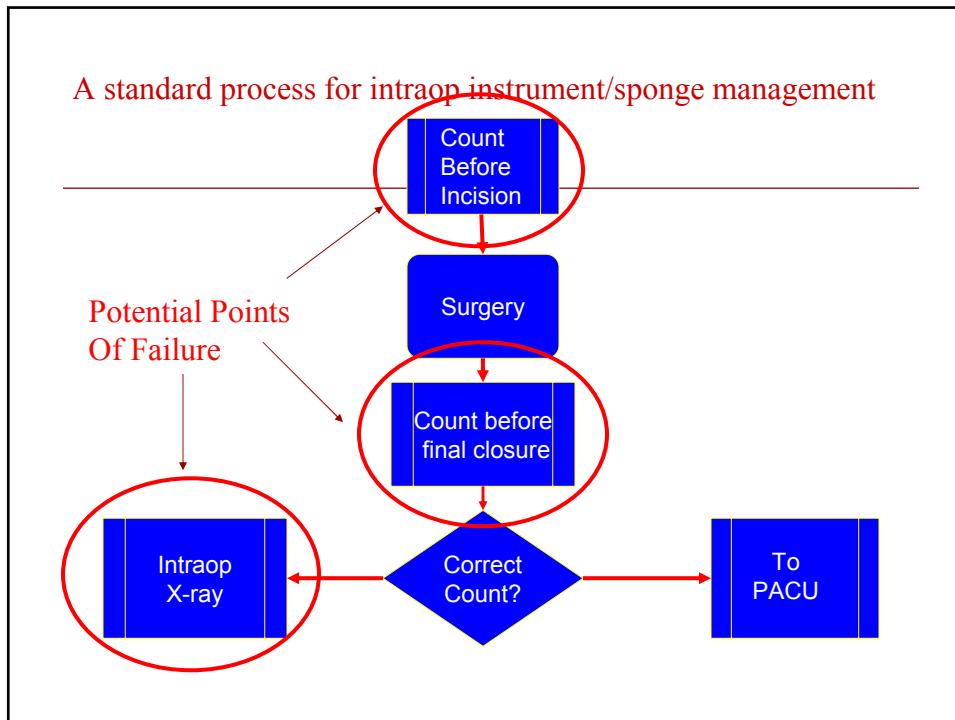 A standard process for intraop instrument/sponge management
Count
Before
Incision
Surgery
Potential Points
Of Failure
Count before
final closure
Intraop
X-ray
Correct
Count?
To
PACU